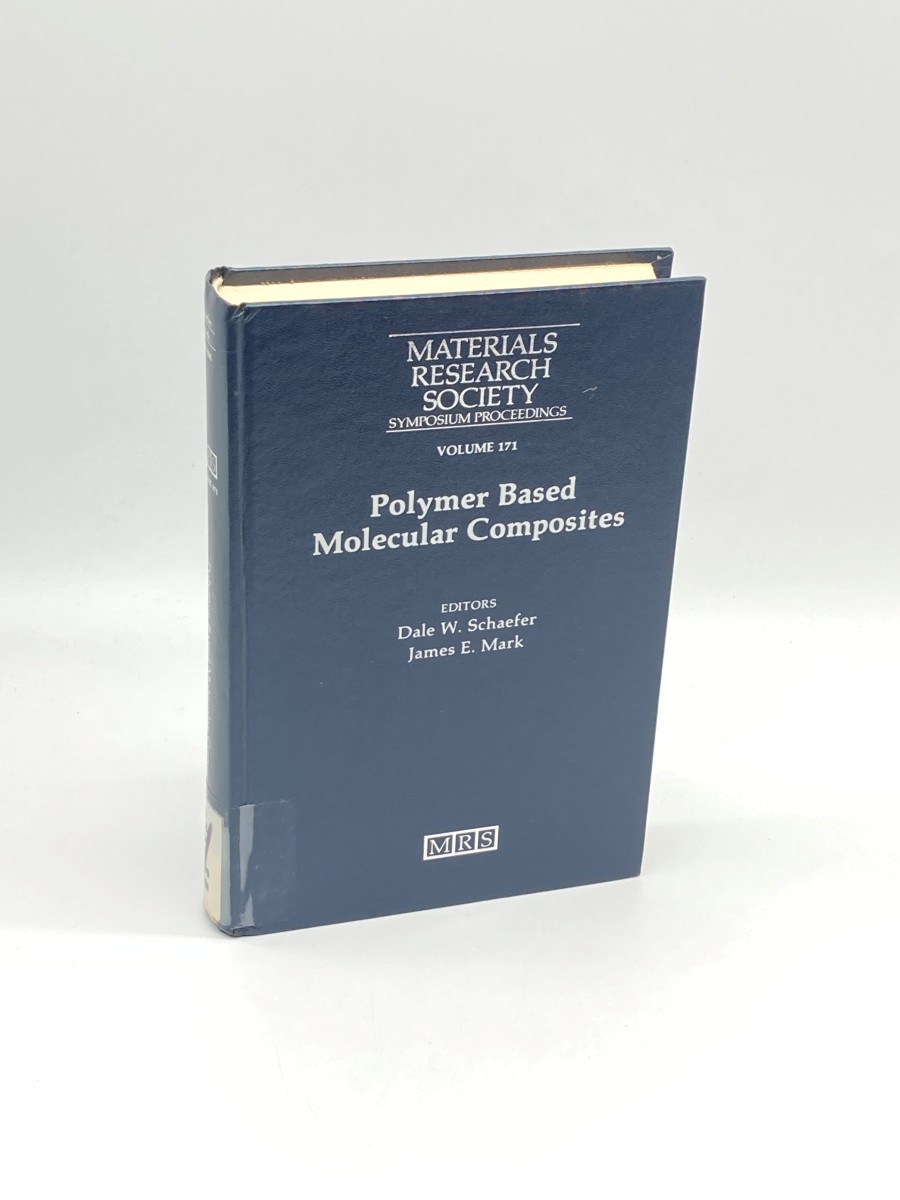 MATERIALS
RESEARCH
SOCIETY
SYMPOSIUM PROCEEDINGS
VOLUME 171
Polymer Based
Molecular Composites
EDITORS
Dale W. Schaefer
James E. Mark
MRS